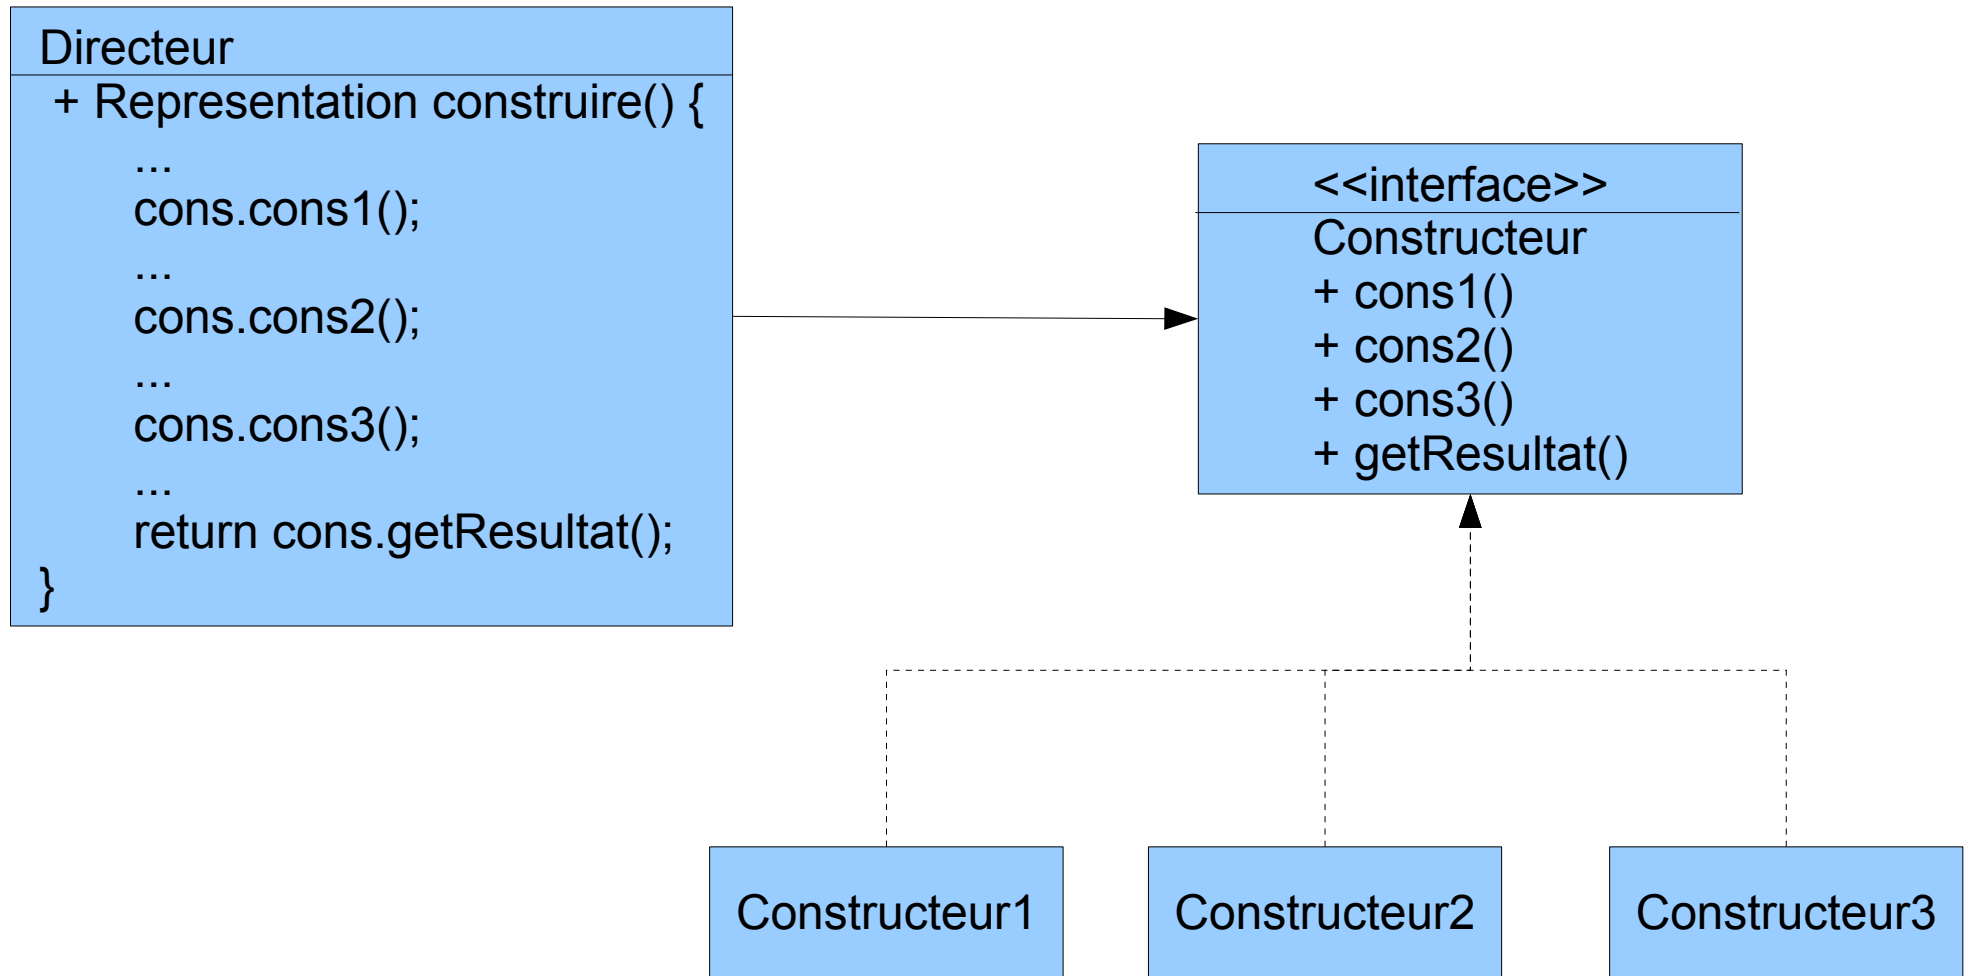 Directeur
+ Representation construire() {
...
cons.cons1();
...
cons.cons2();
...
cons.cons3();
...
return cons.getResultat();
}
<<interface>>
Constructeur
+ cons1()
+ cons2()
+ cons3()
+ getResultat()
Constructeur1
Constructeur2
Constructeur3